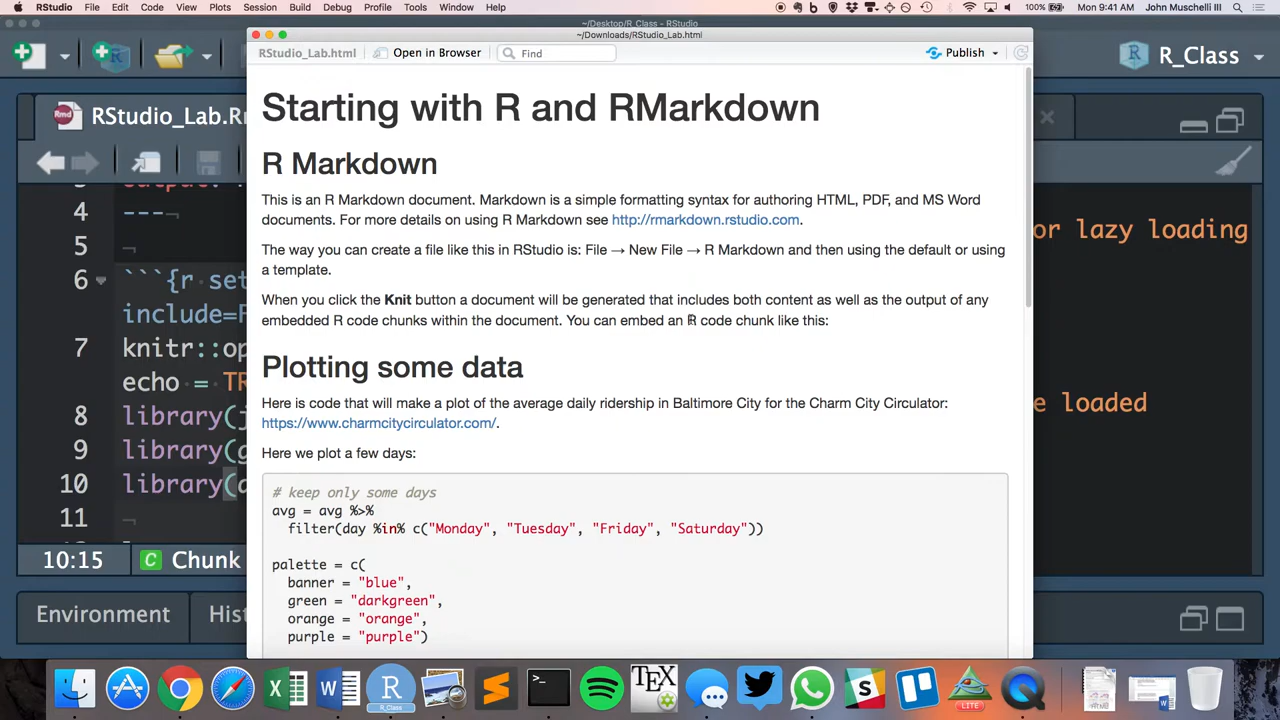 RStudio File Edit Code View Plots Session Build Debug Profile Tools Window Help 100% Mon 9:41 AM John Muschelli III
~/Desktop/R_Class - RStudio
~/Downloads/RStudio_Lab.html
RStudio_Lab.html Open in Browser Find Publish
R_Class
RStudio_Lab.R
Starting with R and RMarkdown
R Markdown
This is an R Markdown document. Markdown is a simple formatting syntax for authoring HTML, PDF, and MS Word
documents. For more details on using R Markdown see http://rmarkdown.rstudio.com.
The way you can create a file like this in RStudio is: File → New File → R Markdown and then using the default or using
a template.
When you click the Knit button a document will be generated that includes both content as well as the output of any
embedded R code chunks within the document. You can embed an R code chunk like this:
Plotting some data
Here is code that will make a plot of the average daily ridership in Baltimore City for the Charm City Circulator:
https://www.charmcitycirculator.com/.
Here we plot a few days:
# keep only some days
avg = avg %>%
filter(day %in% c("Monday", "Tuesday", "Friday", "Saturday"))
palette = c(
banner = "blue",
green = "darkgreen",
orange = "orange",
purple = "purple")
4 ---
5
6 ```{r set
include=F
7 knitr::op
echo = TR
8 library(j
9 library(g
10 library(
11
10:15 Chunk
or lazy loading
e loaded
Environment Hist
R_Class
TEX
LITE